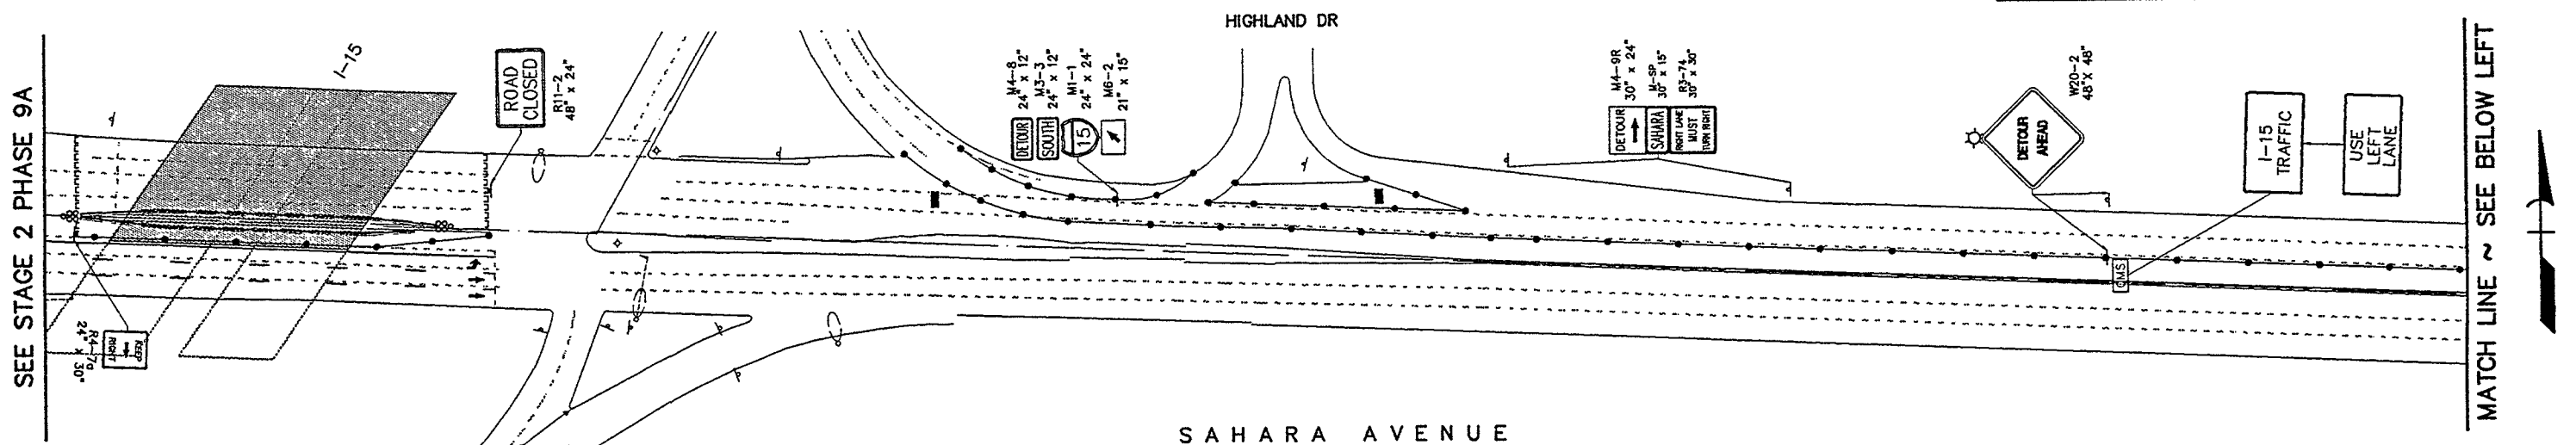 HIGHLAND DR
SEE STAGE 2 PHASE 9A
I-15
ROAD
CLOSED
R11-2
48" x 24"
M4-8
24" x 12"
M3-3
24" x 12"
M1-1
24" x 24"
M6-2
21" x 15"
DETOUR
SOUTH
15
M4-9R
30" x 24"
M-SP
30" x 15"
R3-74
30" x 30"
DETOUR
SAHARA
RIGHT LANE
MUST
TURN RIGHT
W20-2
48" x 48"
DETOUR
AHEAD
I-15
TRAFFIC
USE
LEFT
LANE
CMS
R4-7a
24" x 30"
KEEP
RIGHT
MATCH LINE ~ SEE BELOW LEFT
SAHARA AVENUE